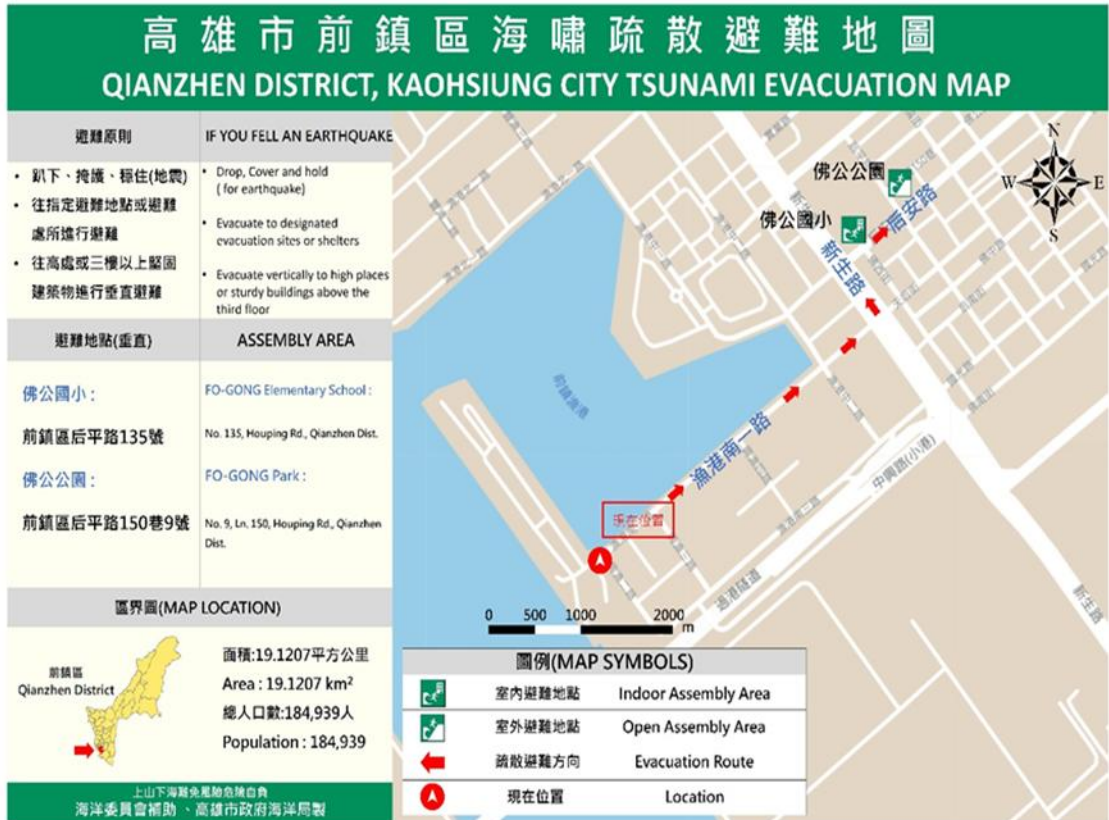 高雄市前鎮區海嘯疏散避難地圖
QIANZHEN DISTRICT, KAOHSIUNG CITY TSUNAMI EVACUATION MAP
避難原則
• 趴下、掩護、穩住(地震)
• 往指定避難地點或避難
處所進行避難
• 往高處或三樓以上堅固
建築物進行垂直避難
IF YOU FELL AN EARTHQUAKE
• Drop, Cover and hold
( for earthquake)
• Evacuate to designated
evacuation sites or shelters
• Evacuate vertically to high places
or sturdy buildings above the
third floor
避難地點(垂直)
ASSEMBLY AREA
佛公國小 :
FO-GONG Elementary School :
前鎮區后平路135號
No. 135, Houping Rd., Qianzhen Dist.
佛公公園 :
FO-GONG Park :
前鎮區后平路150巷9號
No. 9, Ln. 150, Houping Rd., Qianzhen
Dist.
區界圖(MAP LOCATION)
前鎮區
Qianzhen District
面積:19.1207平方公里
Area : 19.1207 km²
總人口數:184,939人
Population : 184,939
上山下海難免風險危險自負
海洋委員會補助 、高雄市政府海洋局製
N
W
E
S
佛公公園
佛公國小
后安路
新生路
前鎮漁港
漁港南一路
中興路(小港)
現在位置
過港隧道
新生路
0 500 1000 2000
m
圖例(MAP SYMBOLS)
室內避難地點 Indoor Assembly Area
室外避難地點 Open Assembly Area
疏散避難方向 Evacuation Route
現在位置 Location